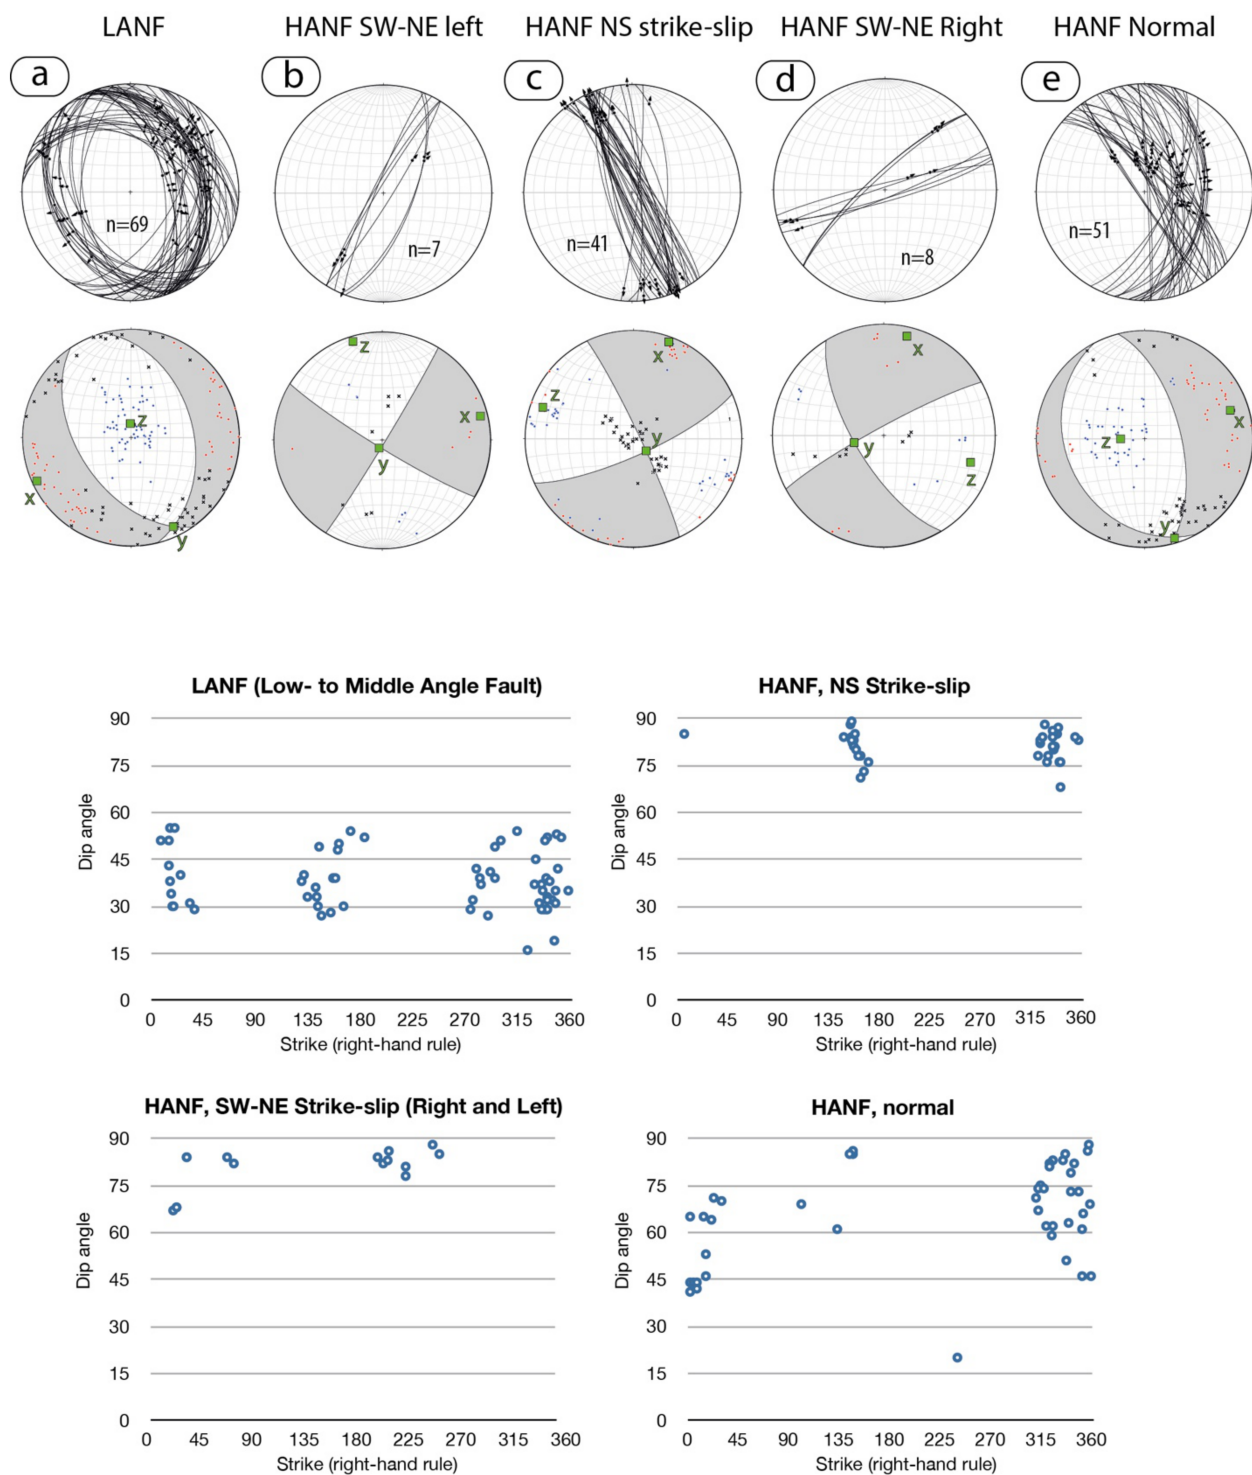 LANF
HANF SW-NE left
HANF NS strike-slip
HANF SW-NE Right
HANF Normal
a
b
c
d
e
n=69
n=7
n=41
n=8
n=51
z
x
y
z
x
y
x
z
y
x
y
z
z
x
y
LANF (Low- to Middle Angle Fault)
90
75
60
45
30
15
0
Dip angle
0 45 90 135 180 225 270 315 360
Strike (right-hand rule)
HANF, NS Strike-slip
90
75
60
45
30
15
0
Dip angle
0 45 90 135 180 225 270 315 360
Strike (right-hand rule)
HANF, SW-NE Strike-slip (Right and Left)
90
75
60
45
30
15
0
Dip angle
0 45 90 135 180 225 270 315 360
Strike (right-hand rule)
HANF, normal
90
75
60
45
30
15
0
Dip angle
0 45 90 135 180 225 270 315 360
Strike (right-hand rule)